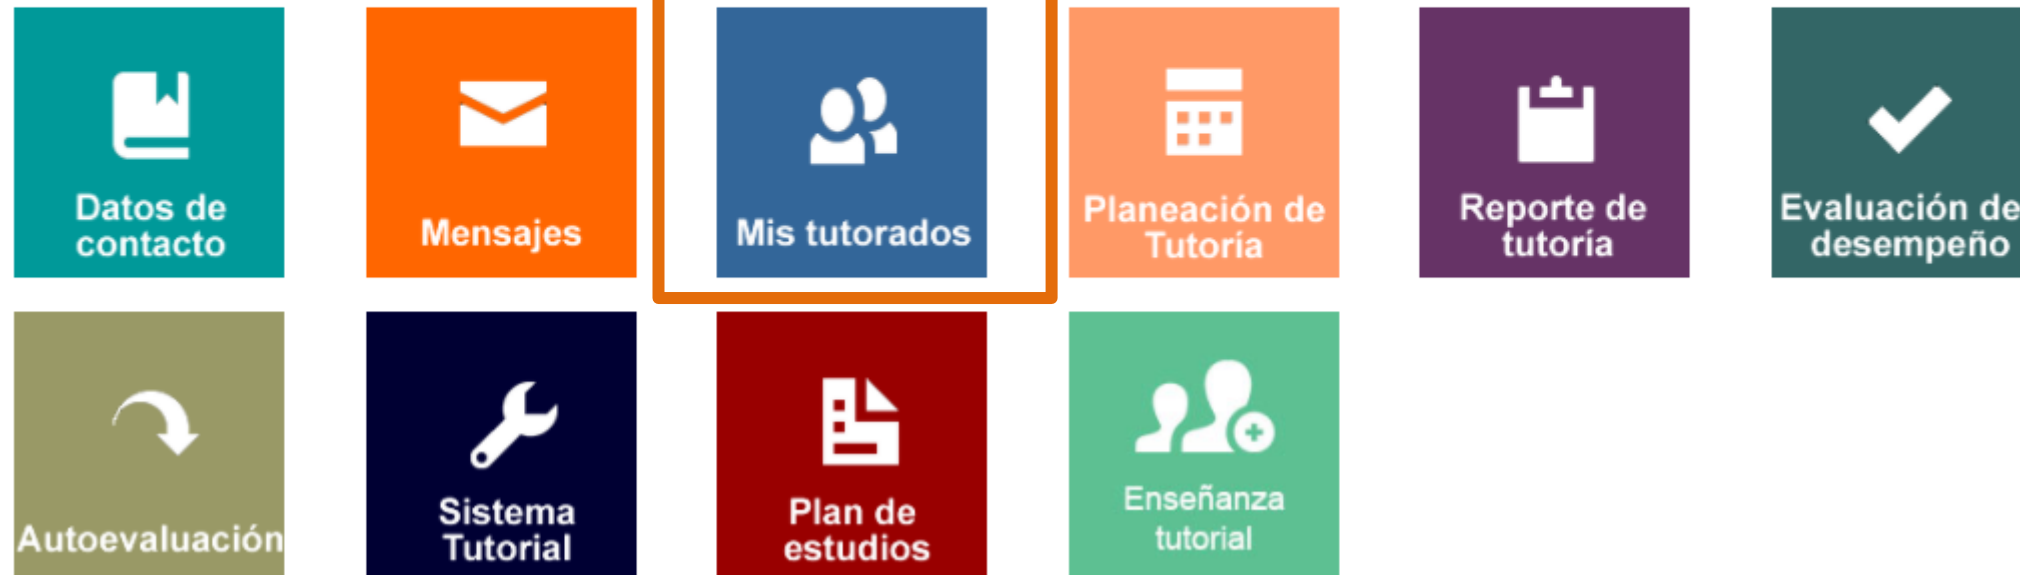 Datos de
contacto
Mensajes
Mis tutorados
Planeación de
Tutoría
Reporte de
tutoría
Evaluación de
desempeño
Autoevaluación
Sistema
Tutorial
Plan de
estudios
Enseñanza
tutorial